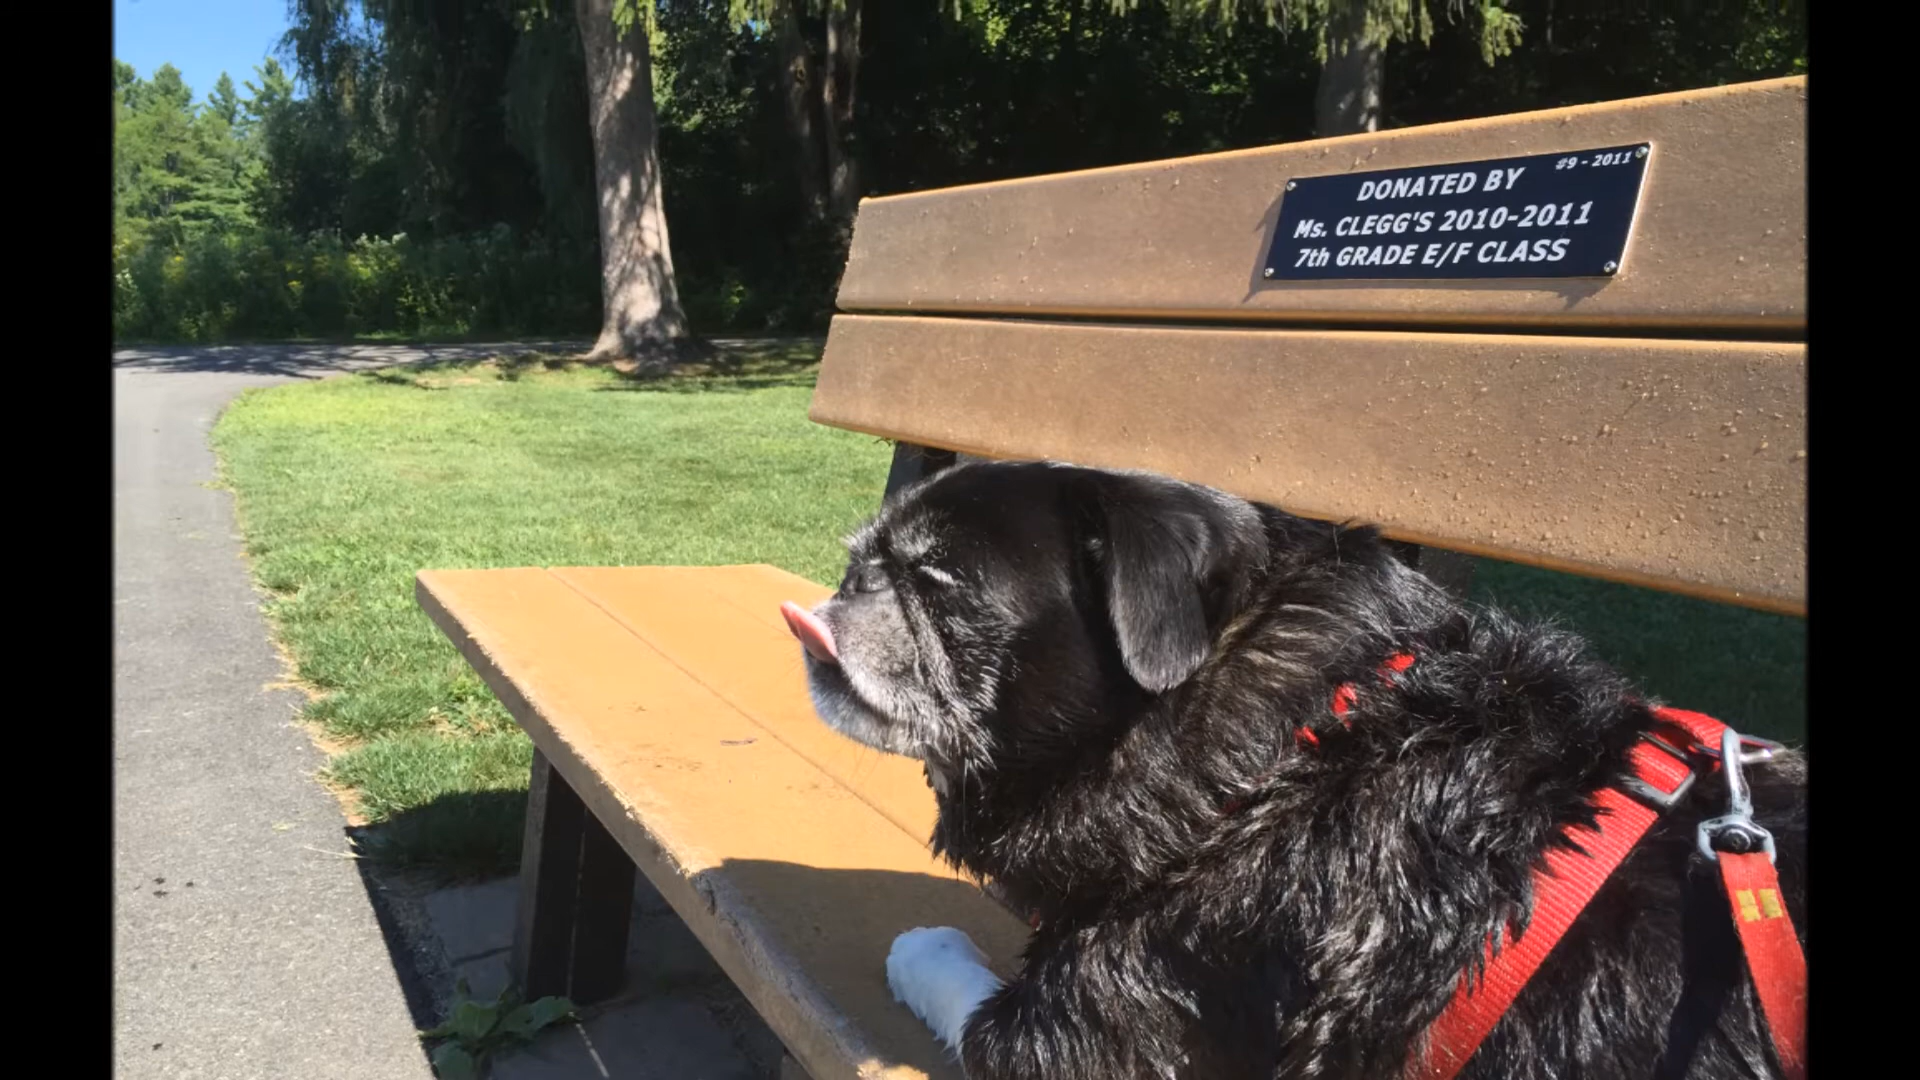 #9 - 2011
DONATED BY
Ms. CLEGG'S 2010-2011
7th GRADE E/F CLASS